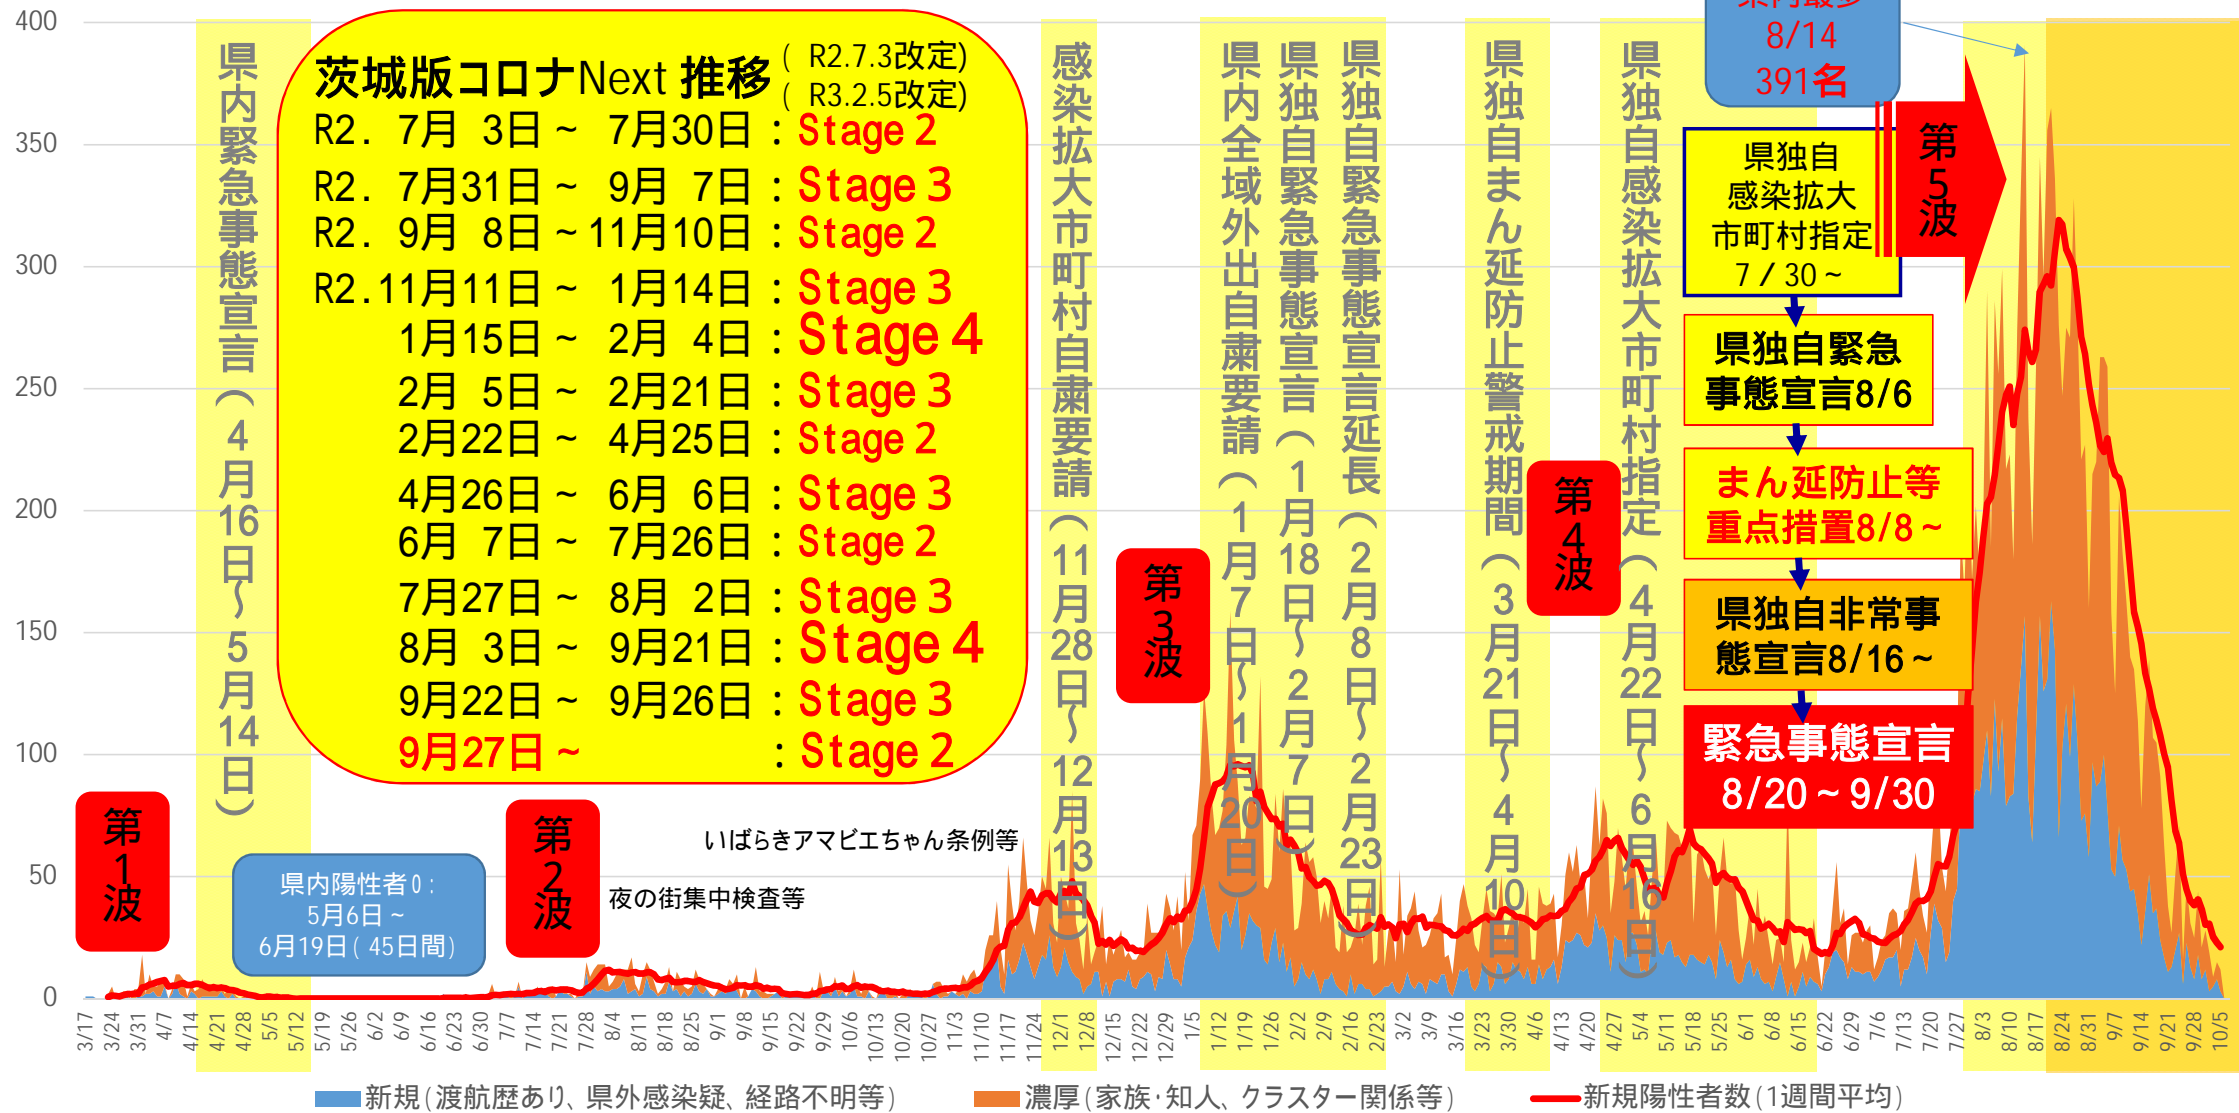 400
350
300
250
200
150
100
50
0
茨城版コロナNext 推移
( R2.7.3改定)
( R3.2.5改定)
R2. 7月 3日 ~ 7月30日 : Stage 2
R2. 7月31日 ~ 9月 7日 : Stage 3
R2. 9月 8日 ~ 11月10日 : Stage 2
R2.11月11日 ~ 1月14日 : Stage 3
1月15日 ~ 2月 4日 : Stage 4
2月 5日 ~ 2月21日 : Stage 3
2月22日 ~ 4月25日 : Stage 2
4月26日 ~ 6月 6日 : Stage 3
6月 7日 ~ 7月26日 : Stage 2
7月27日 ~ 8月 2日 : Stage 3
8月 3日 ~ 9月21日 : Stage 4
9月22日 ~ 9月26日 : Stage 3
9月27日 ~ : Stage 2
県内緊急事態宣言(4月16日~5月14日)
感染拡大市町村自粛要請(11月28日~12月13日)
県内全域外出自粛要請(1月7日~1月20日)
県独自緊急事態宣言(1月18日~2月7日)
県独自緊急事態宣言延長(2月8日~2月23日)
県独自まん延防止警戒期間(3月21日~4月10日)
県独自感染拡大市町村指定(4月22日~6月16日)
8/14
391名
県独自
感染拡大
市町村指定
7/30~
県独自緊急
事態宣言8/6
まん延防止等
重点措置8/8~
県独自非常事
態宣言8/16~
緊急事態宣言
8/20~9/30
第1波
第2波
第3波
第4波
第5波
県内陽性者0:
5月6日~
6月19日(45日間)
いばらきアマビエちゃん条例等
夜の街集中検査等
3/17 3/24 3/31 4/7 4/14 4/21 4/28 5/5 5/12 5/19 5/26 6/2 6/9 6/16 6/23 6/30 7/7 7/14 7/21 7/28 8/4 8/11 8/18 8/25 9/1 9/8 9/15 9/22 9/29 10/6 10/13 10/20 10/27 11/3 11/10 11/17 11/24 12/1 12/8 12/15 12/22 12/29 1/5 1/12 1/19 1/26 2/2 2/9 2/16 2/23 3/2 3/9 3/16 3/23 3/30 4/6 4/13 4/20 4/27 5/4 5/11 5/18 5/25 6/1 6/8 6/15 6/22 6/29 7/6 7/13 7/20 7/27 8/3 8/10 8/17 8/24 8/31 9/7 9/14 9/21 9/28 10/5
新規(渡航歴あり、県外感染疑、経路不明等)
濃厚(家族・知人、クラスター関係等)
新規陽性者数(1週間平均)